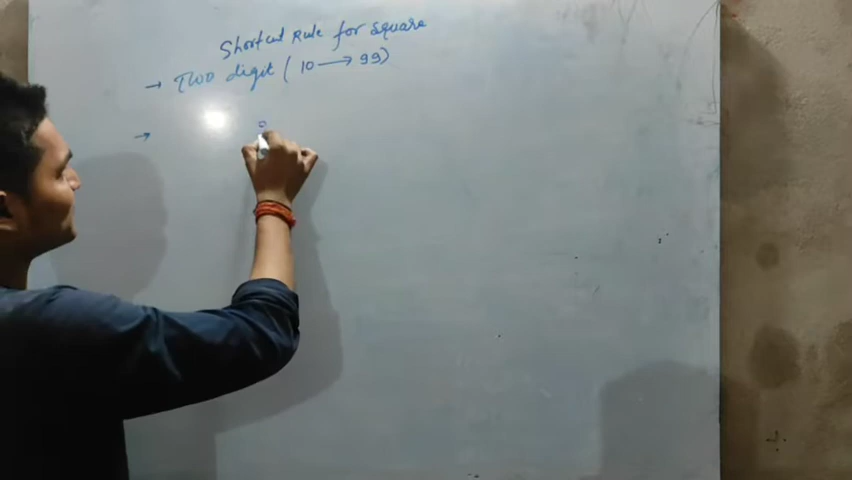 Shortcut Rule for square
→ Two digit ( 10 → 99)
→